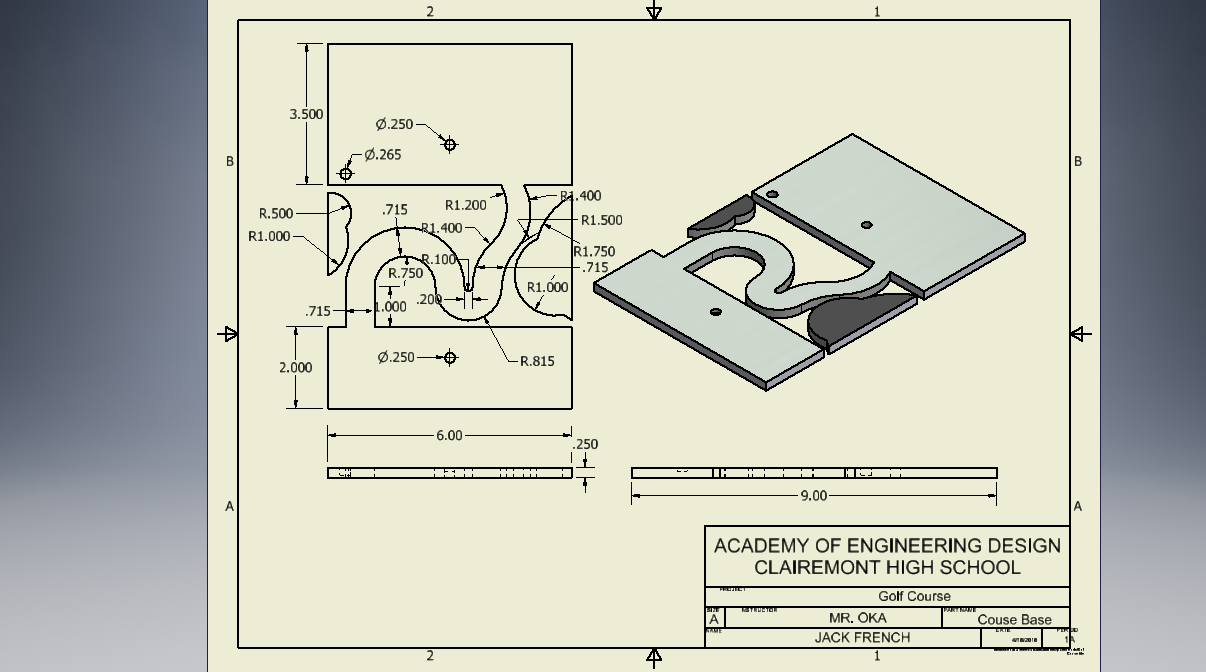 2
1
3.500
Ø.250
Ø.265
B
B
R1.400
R1.200
.715
R.500
R1.500
R1.400
R1.000
R1.750
R.100
.715
R.750
R1.000
.200
1.000
.715
Ø.250
R.815
2.000
6.00
.250
9.00
A
A
ACADEMY OF ENGINEERING DESIGN
CLAIREMONT HIGH SCHOOL
PROJECT
Golf Course
SIZE
INSTRUCTOR
PART NAME
A
MR. OKA
Couse Base
NAME
DATE
PERIOD
JACK FRENCH
1A
2
1